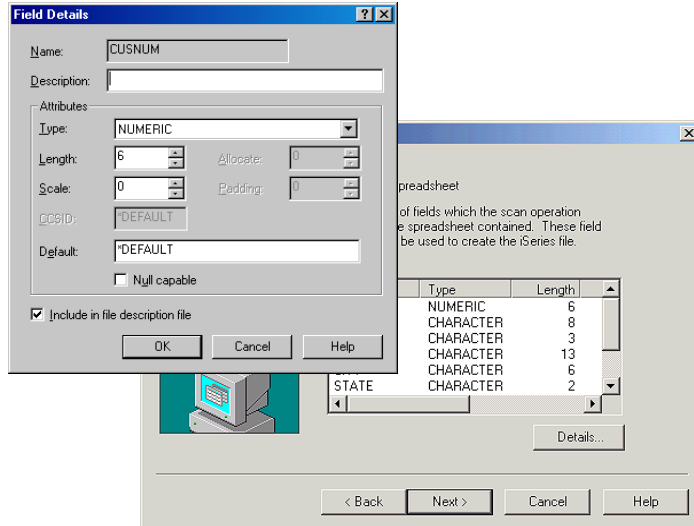 Field Details
Name: CUSNUM
Description:
Attributes
Type: NUMERIC
Length: 6 Allocate: 0
Scale: 0 Padding: 0
CCSID: *DEFAULT
Default: *DEFAULT
Null capable
Include in file description file
OK Cancel Help
preadsheet
of fields which the scan operation
e spreadsheet contained. These field
be used to create the iSeries file.
Type Length
NUMERIC 6
CHARACTER 8
CHARACTER 3
CHARACTER 13
CHARACTER 6
STATE CHARACTER 2
Details...
< Back Next > Cancel Help